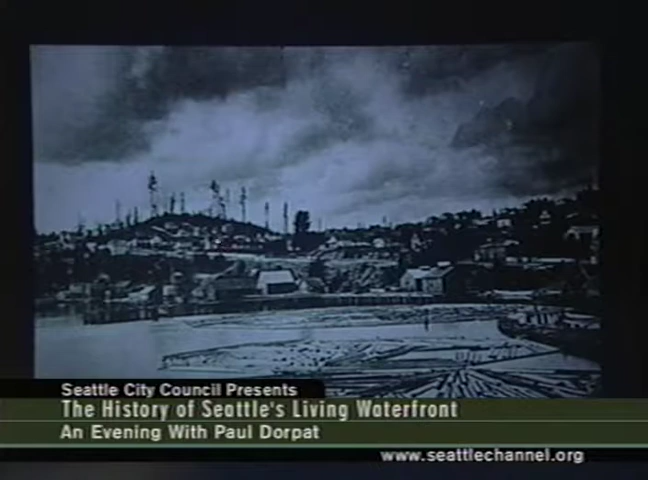 Seattle City Council Presents
The History of Seattle's Living Waterfront
An Evening With Paul Dorpat
www.seattlechannel.org